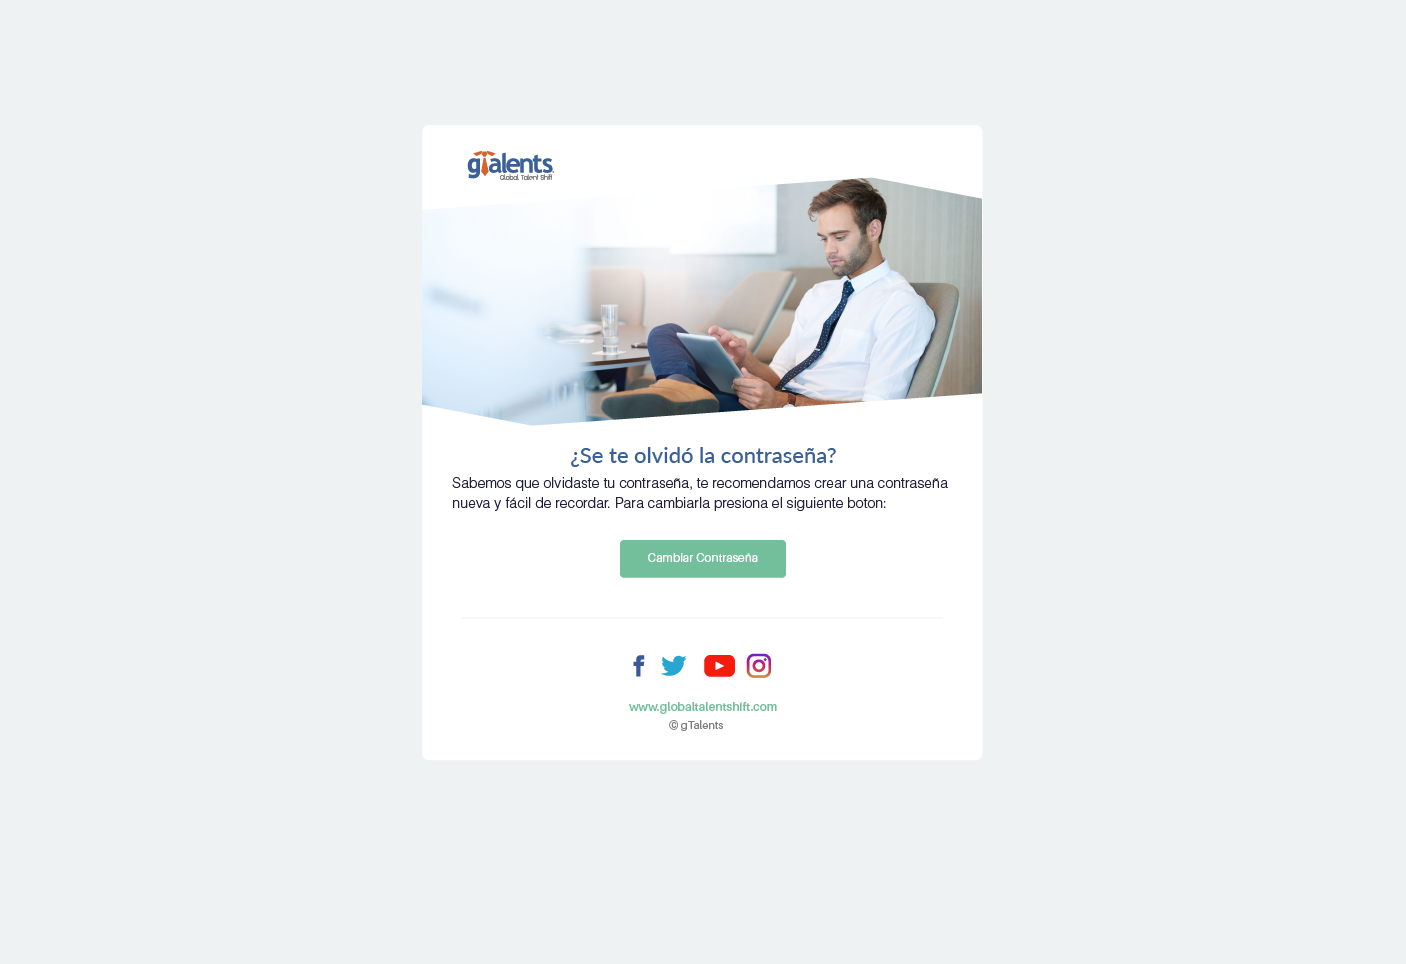 gTalents
Global Talent Shift
¿Se te olvidó la contraseña?
Sabemos que olvidaste tu contraseña, te recomendamos crear una contraseña
nueva y fácil de recordar. Para cambiarla presiona el siguiente boton:
Cambiar Contraseña
www.globaltalentshift.com
© gTalents